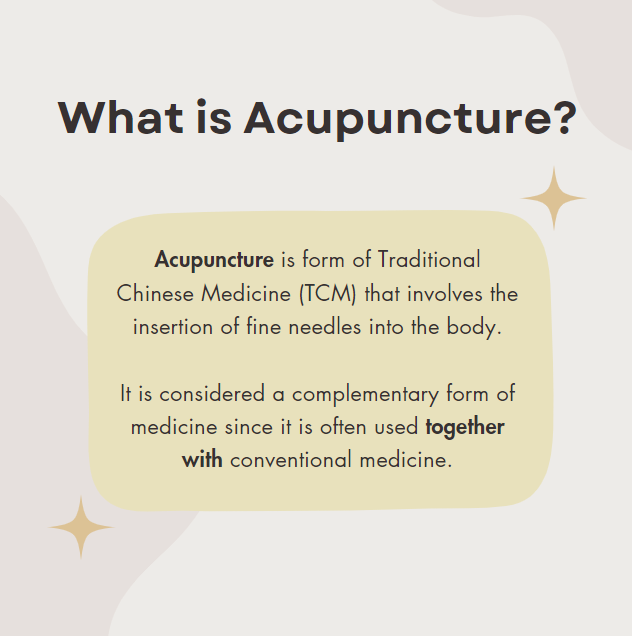 What is Acupuncture?
Acupuncture is form of Traditional
Chinese Medicine (TCM) that involves the
insertion of fine needles into the body.
It is considered a complementary form of
medicine since it is often used together
with conventional medicine.